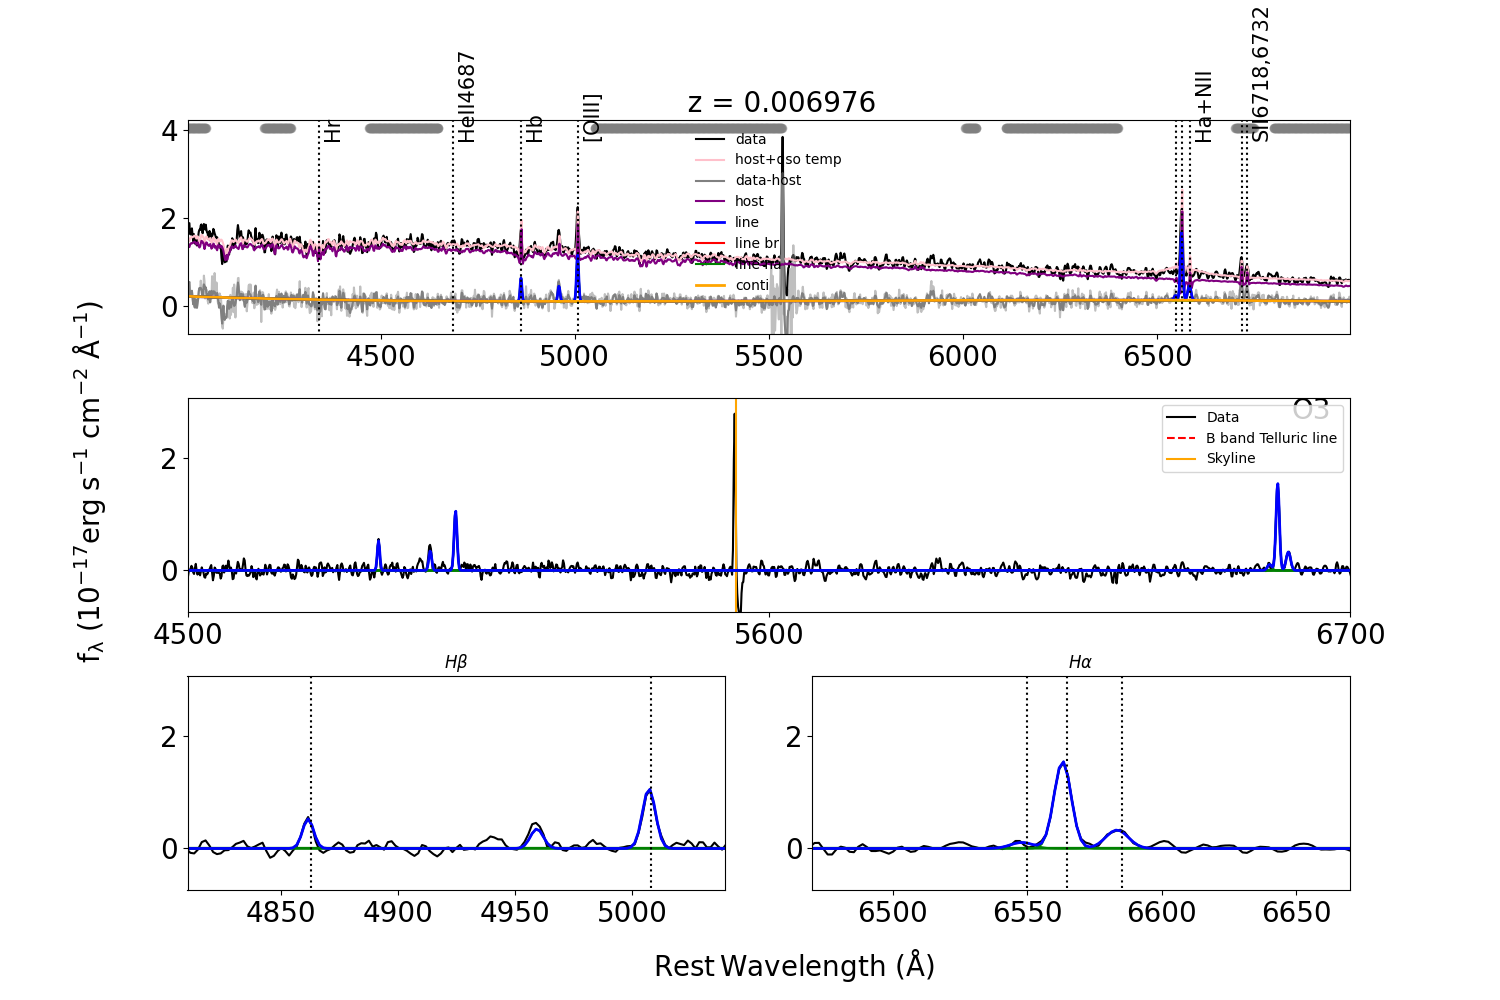 z = 0.006976
Hr
HeII4687
Hb
[OIII]
Ha+NII
SII6718,6732
data
host+qso temp
data-host
host
line
line br
line na
conti
4
2
0
4500 5000 5500 6000 6500
O3
Data
B band Telluric line
Skyline
2
0
4500 5600 6700
fλ (10⁻¹⁷erg s⁻¹ cm⁻² Å⁻¹)
Hβ
2
0
4850 4900 4950 5000
Hα
2
0
6500 6550 6600 6650
Rest Wavelength (Å)